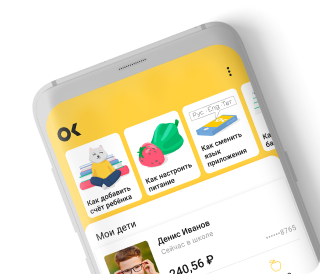 OK
Как добавить
счёт ребёнка
Как настроить
питание
Рус Eng Тат
Как сменить
язык
приложения
Ка
ба
Мои дети
Денис Иванов
Сейчас в школе
240,56 ₽
8765